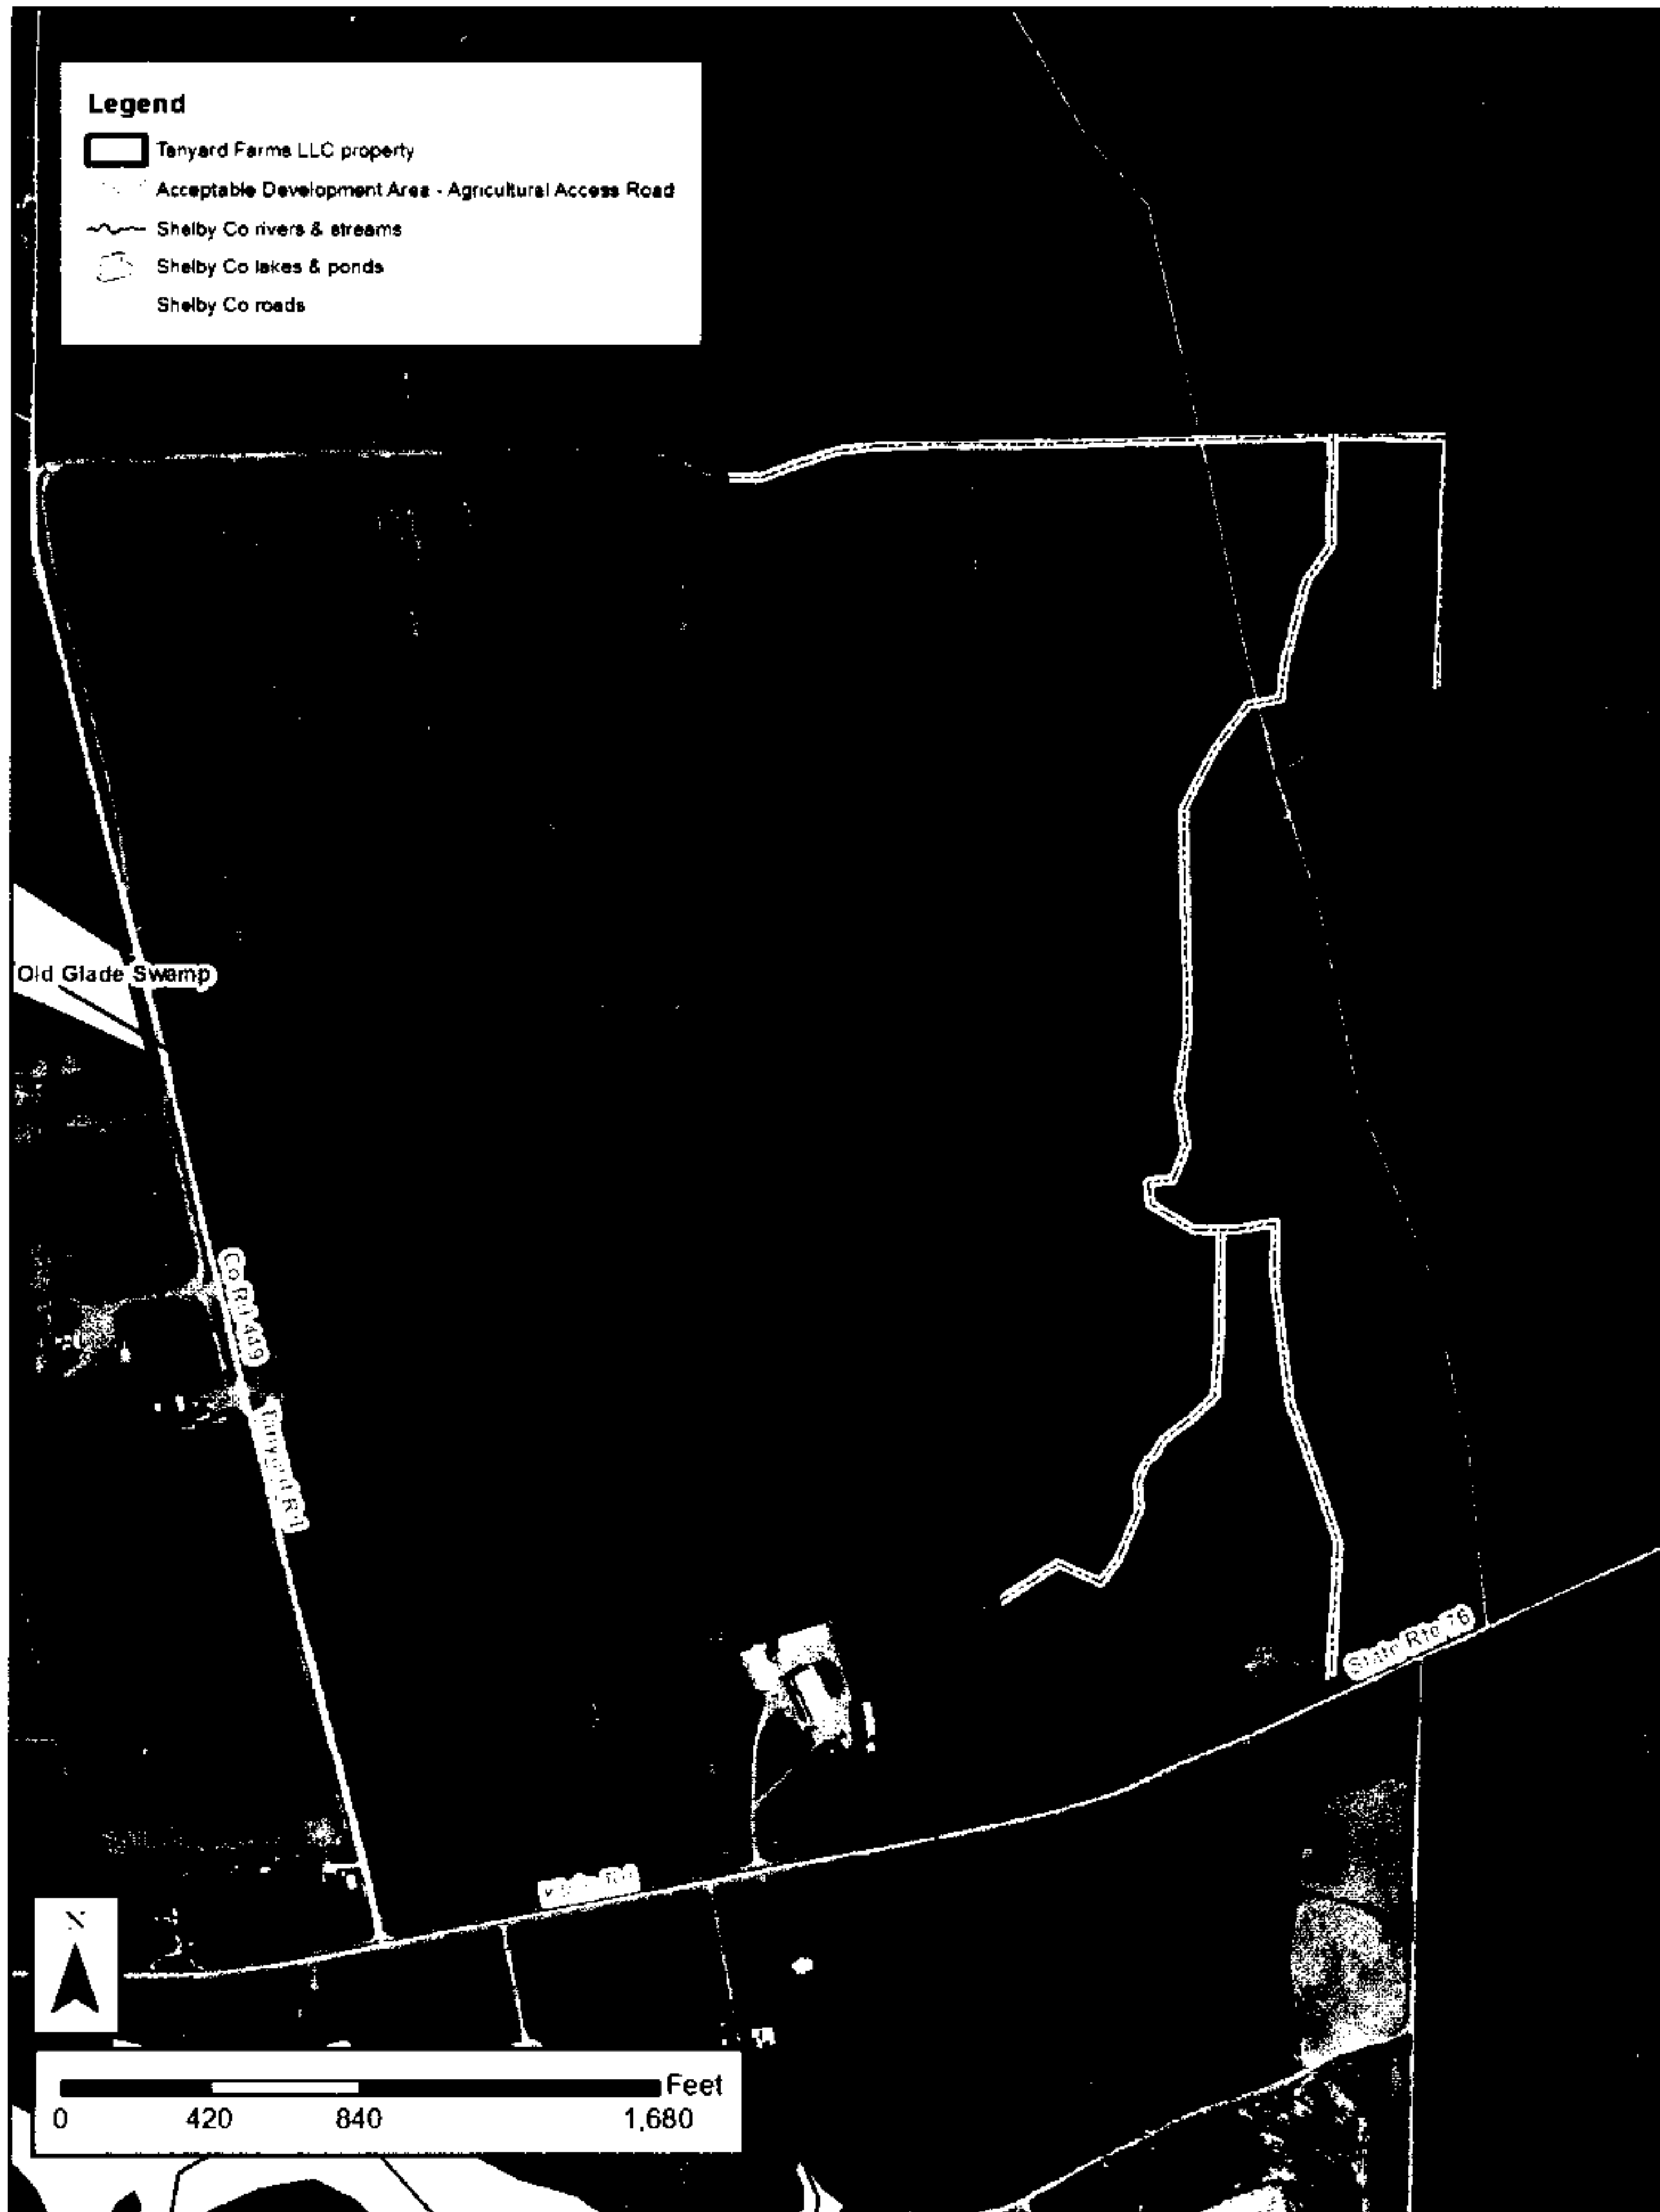 Legend
Tanyard Farms LLC property
Acceptable Development Area - Agricultural Access Road
Shelby Co rivers & streams
Shelby Co lakes & ponds
Shelby Co roads
Old Glade Swamp
Co Rd 449
Tanyard Rd
State Rte 76
N
Feet
0 420 840 1,680